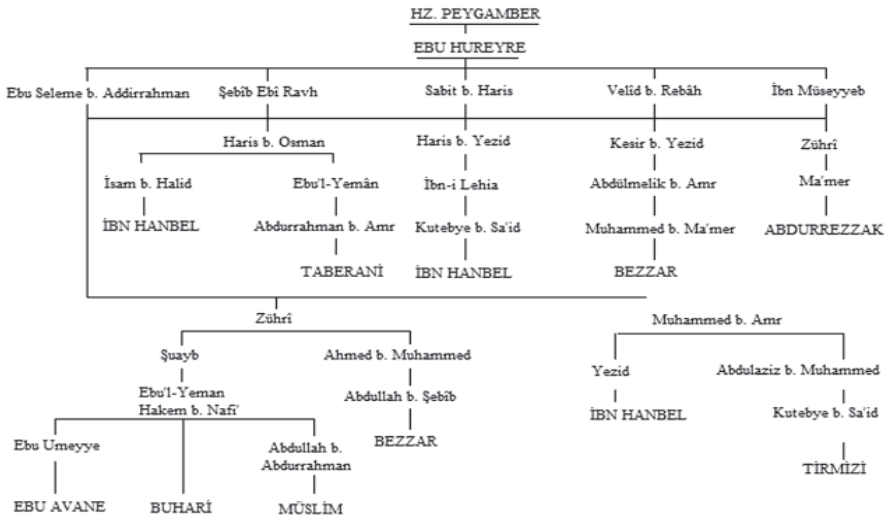 HZ. PEYGAMBER
EBU HUREYRE
Ebu Seleme b. Addirrahman Şebîb Ebî Ravh Sabit b. Haris Velîd b. Rebâh İbn Müseyyeb
Haris b. Osman Haris b. Yezid Kesir b. Yezid Zührî
İsam b. Halid Ebu'l-Yemân İbn-i Lehia Abdülmelik b. Amr Ma'mer
İBN HANBEL Abdurrahman b. Amr Kutebye b. Sa'id Muhammed b. Ma'mer ABDURREZZAK
TABERANİ İBN HANBEL BEZZAR
Zührî Muhammed b. Amr
Şuayb Ahmed b. Muhammed Yezid Abdulaziz b. Muhammed
Ebu'l-Yeman
Hakem b. Nafi' Abdullah b. Şebîb İBN HANBEL Kutebye b. Sa'id
Ebu Umeyye Abdullah b.
Abdurrahman BEZZAR TİRMİZİ
EBU AVANE BUHARİ MÜSLİM